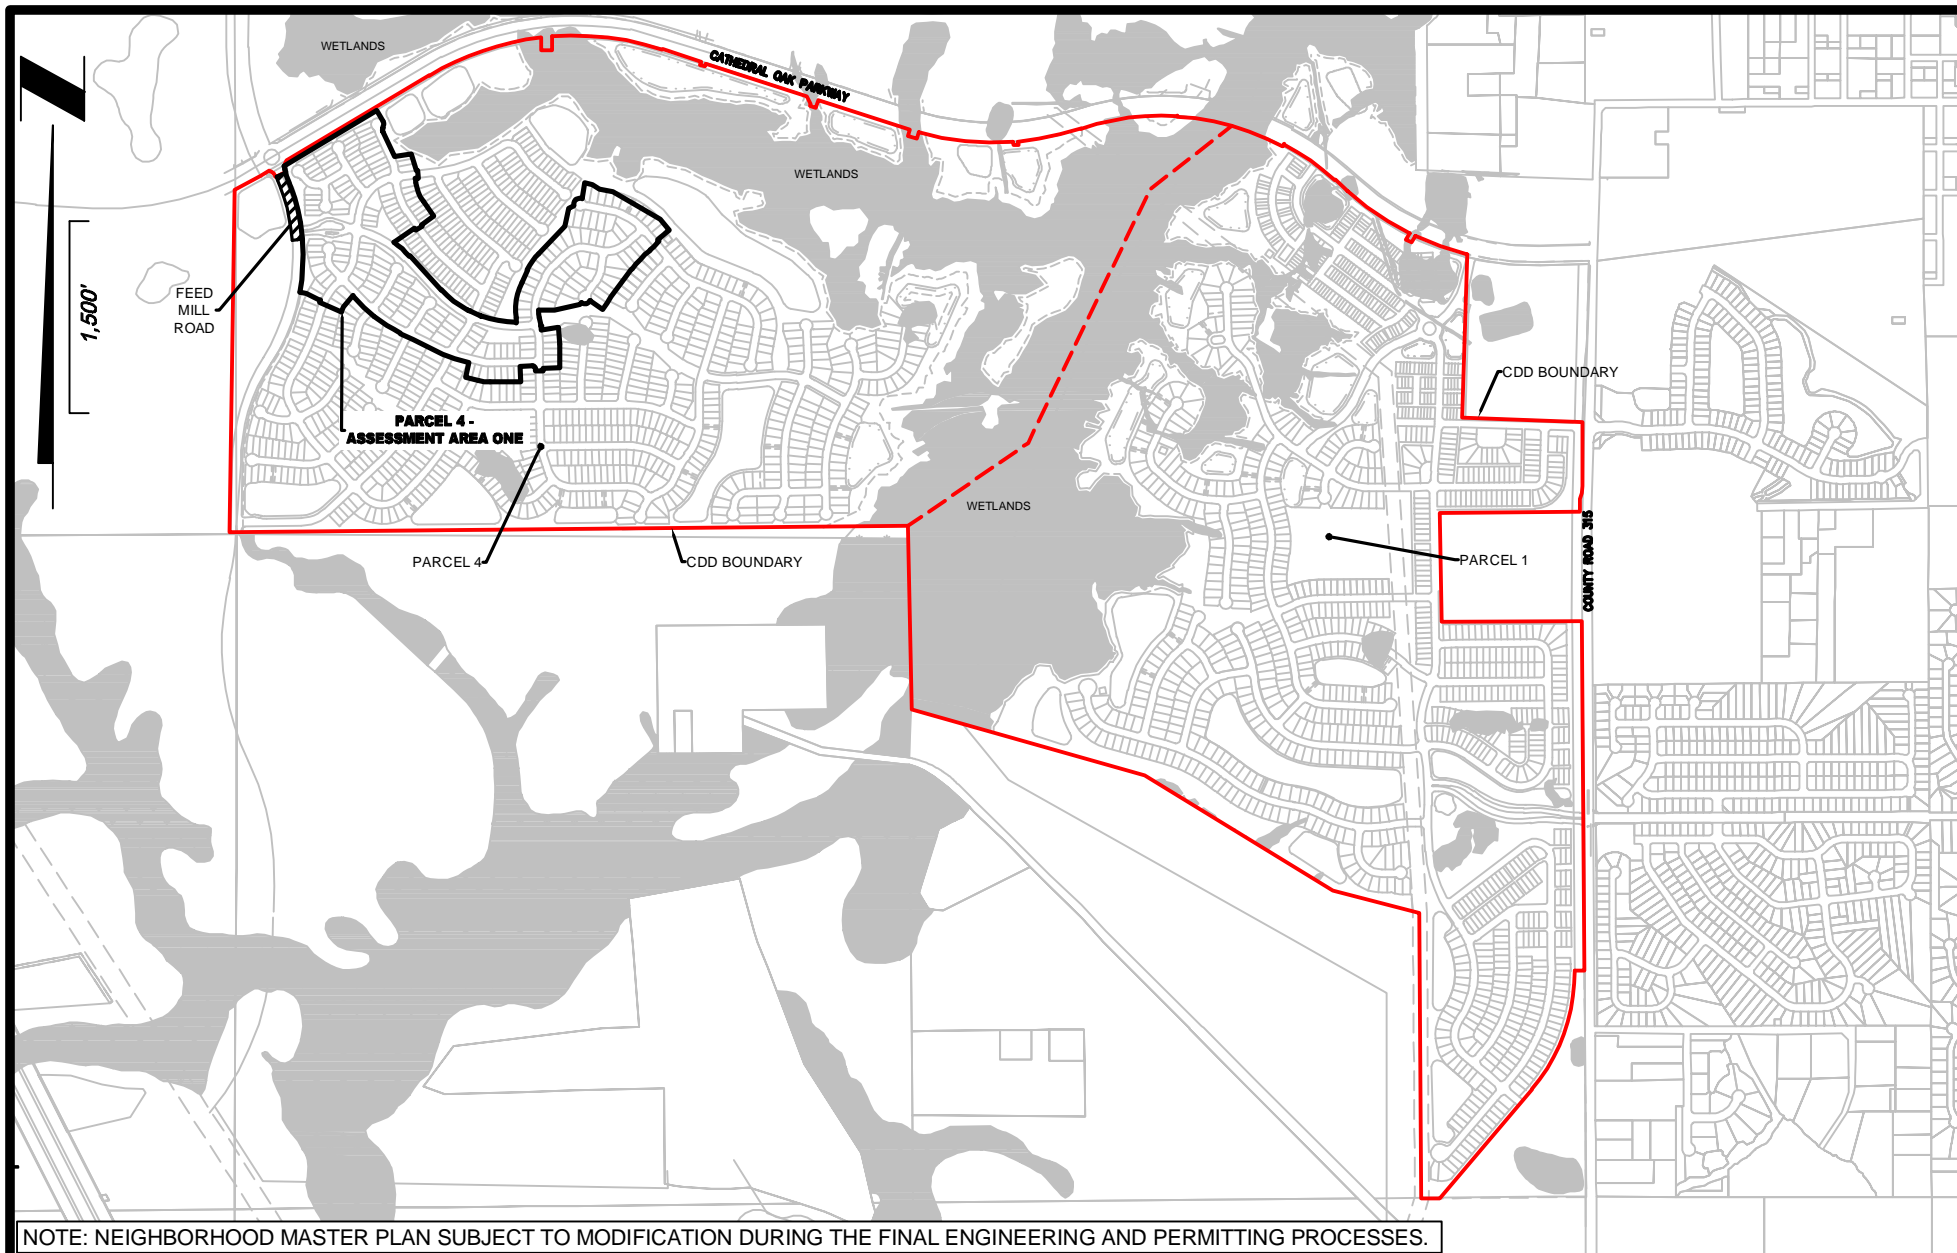 WETLANDS
CATHEDRAL OAK PARKWAY
WETLANDS
1,500'
FEED
MILL
ROAD
CDD BOUNDARY
PARCEL 4 -
ASSESSMENT AREA ONE
WETLANDS
COUNTY ROAD 315
PARCEL 4
CDD BOUNDARY
PARCEL 1
NOTE: NEIGHBORHOOD MASTER PLAN SUBJECT TO MODIFICATION DURING THE FINAL ENGINEERING AND PERMITTING PROCESSES.